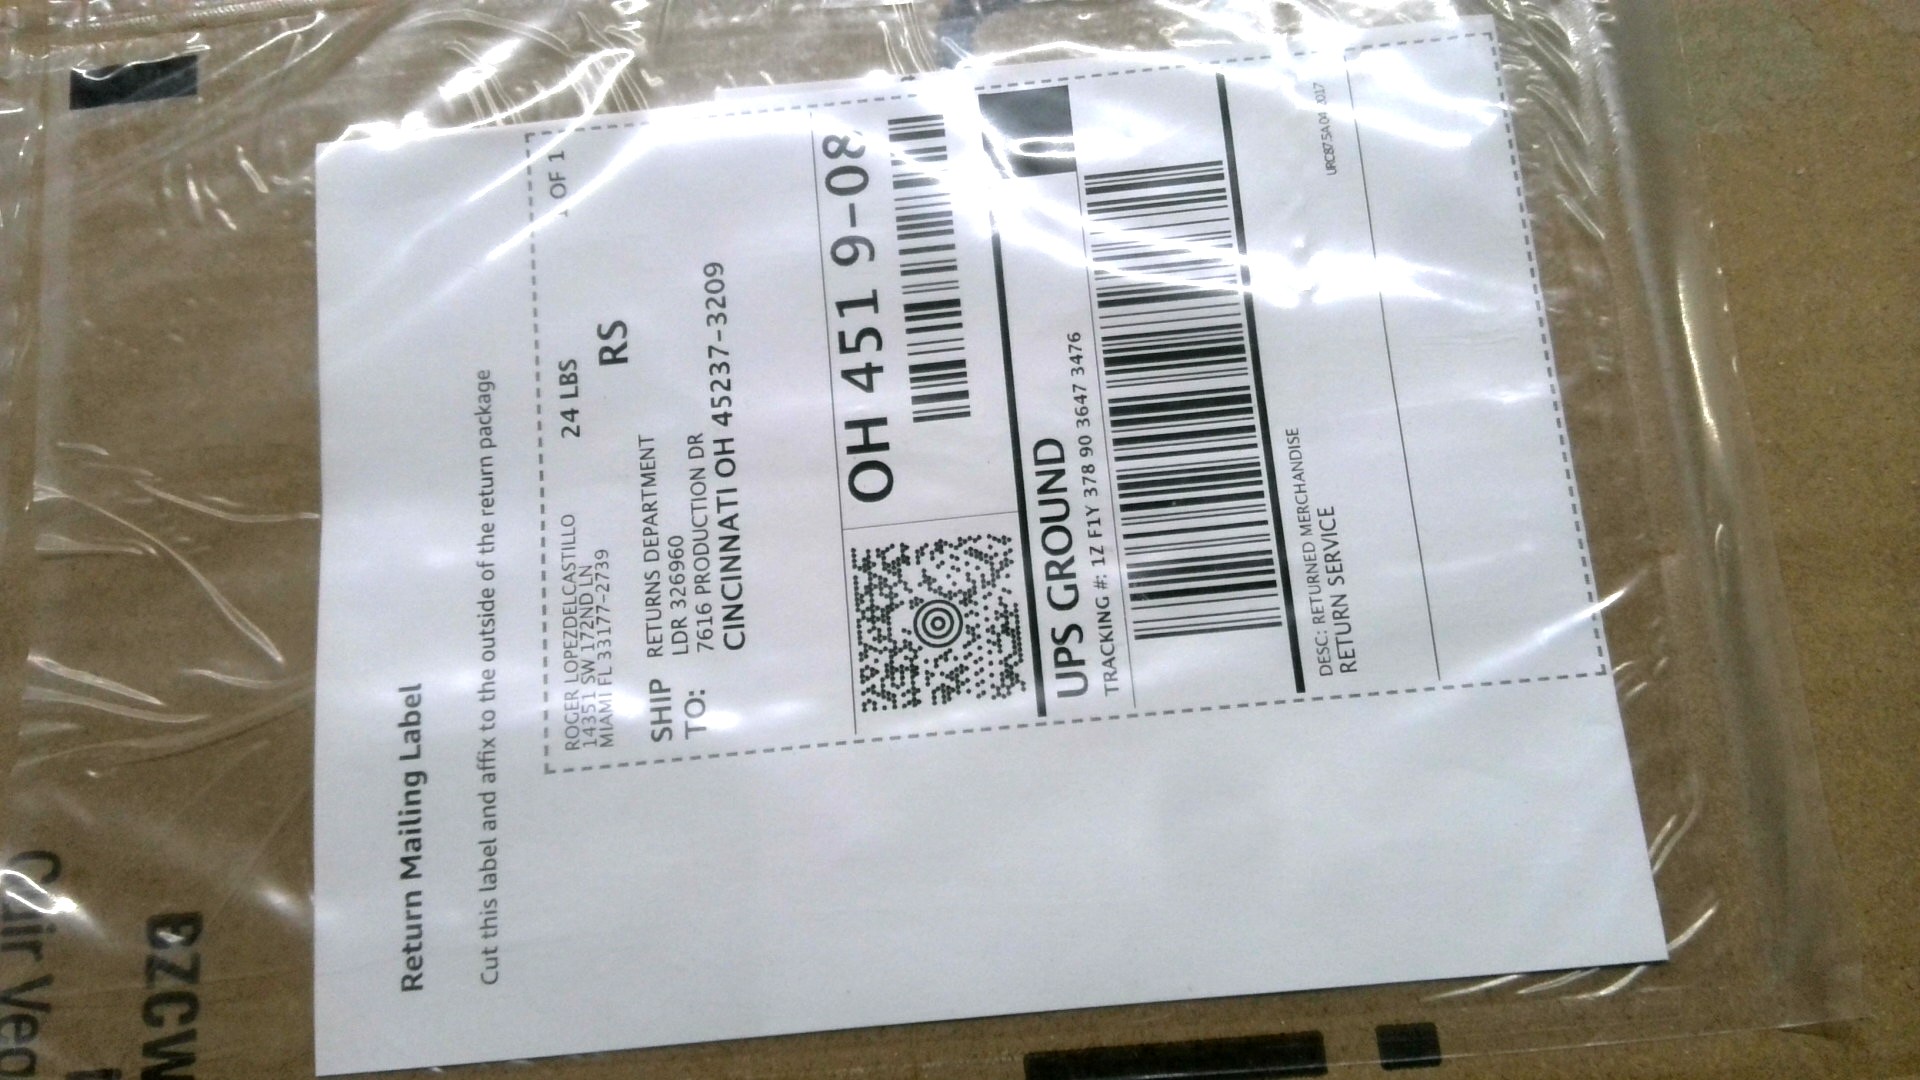 Return Mailing Label
Cut this label and affix to the outside of the return package
ROGER LOPEZDELCASTILLO
14351 SW 172ND LN
MIAMI FL 33177-2739
24 LBS
1 OF 1
RS
SHIP
TO:
RETURNS DEPARTMENT
LDR 326960
7616 PRODUCTION DR
CINCINNATI OH 45237-3209
OH 451 9-08
UPS GROUND
TRACKING #: 1Z F1Y 378 90 3647 3476
DESC: RETURNED MERCHANDISE
RETURN SERVICE